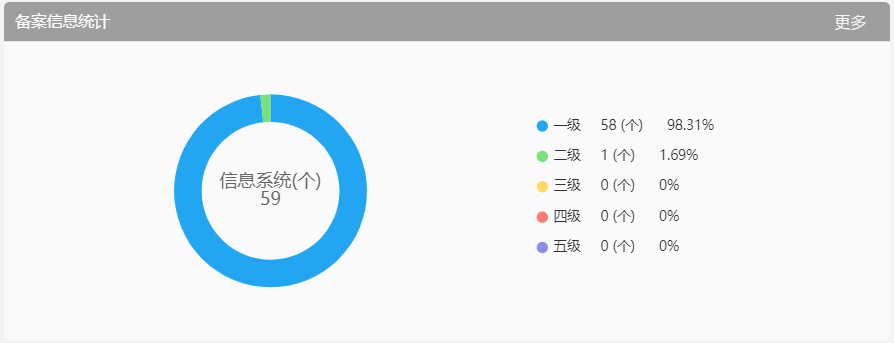 备案信息统计 更多
信息系统(个)
59
一级 58 (个) 98.31%
二级 1 (个) 1.69%
三级 0 (个) 0%
四级 0 (个) 0%
五级 0 (个) 0%